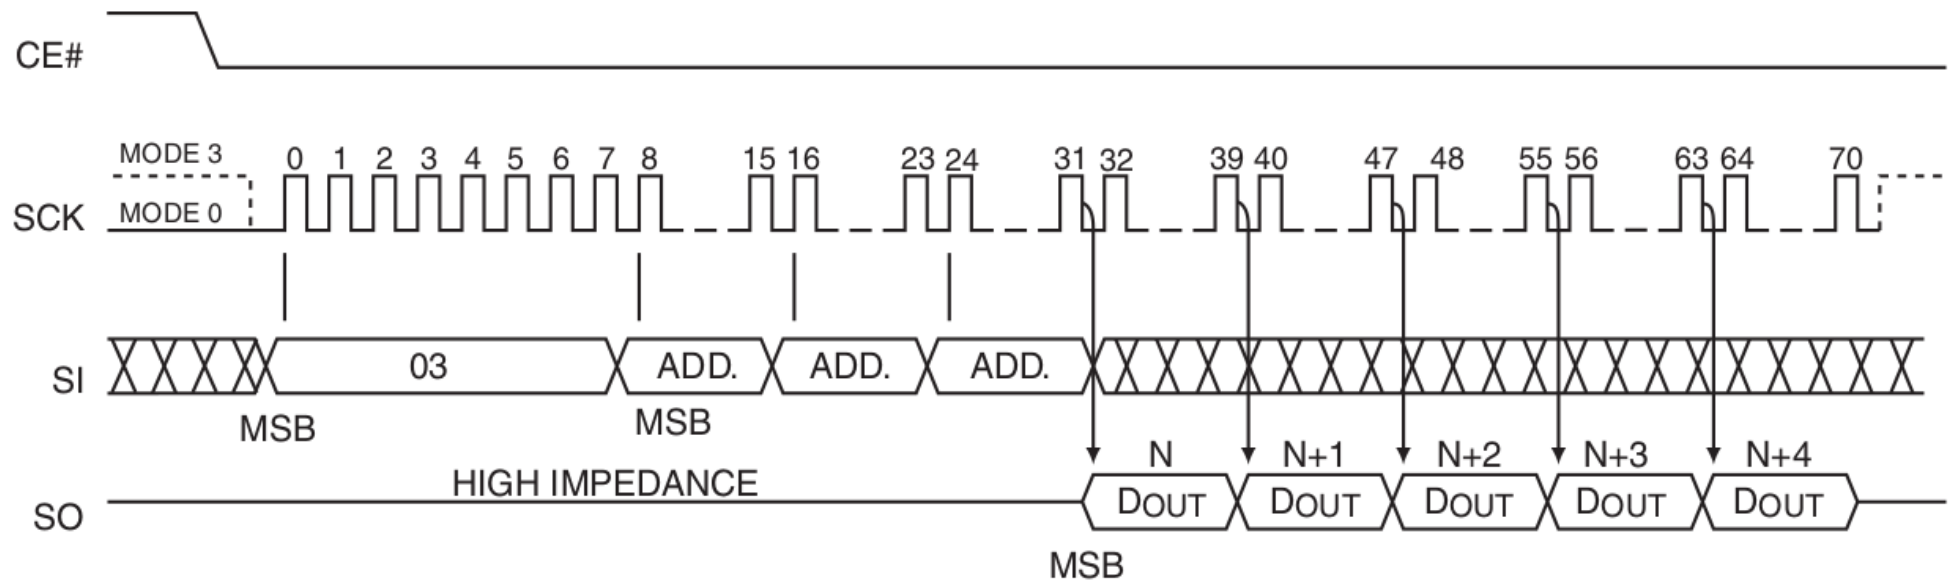 CE#
MODE 3
0 1 2 3 4 5 6 7 8 15 16 23 24 31 32 39 40 47 48 55 56 63 64 70
SCK
MODE 0
SI
03 ADD. ADD. ADD.
MSB MSB
N N+1 N+2 N+3 N+4
HIGH IMPEDANCE
SO
DOUT DOUT DOUT DOUT DOUT
MSB